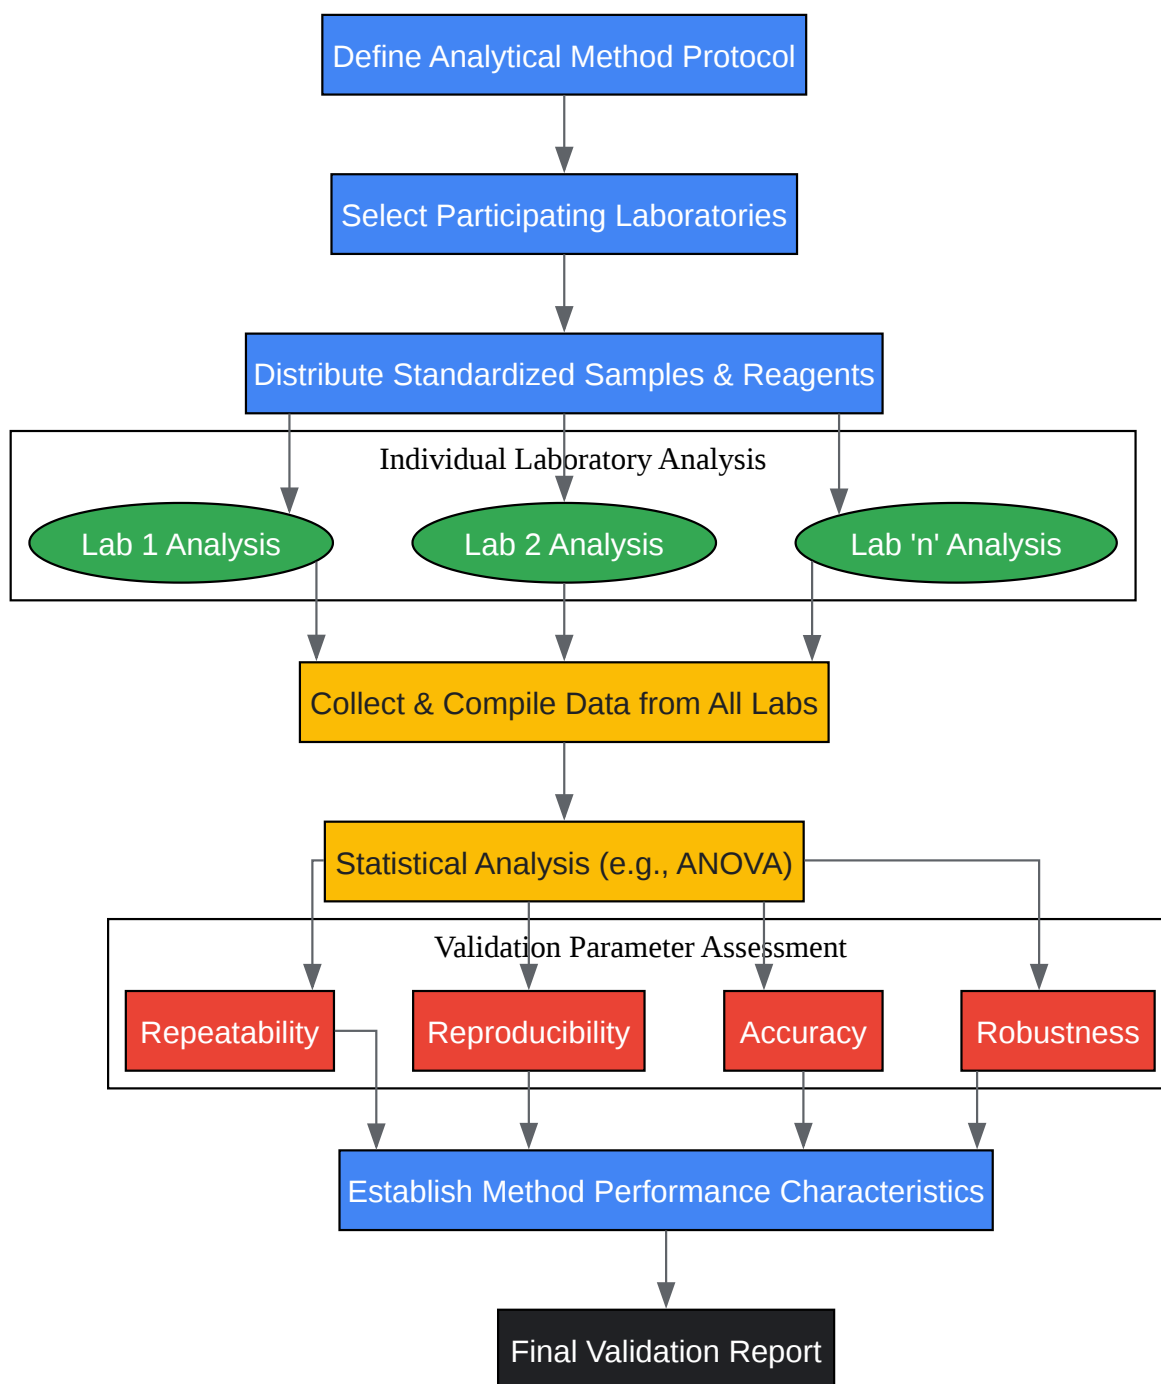 Define Analytical Method Protocol
Select Participating Laboratories
Distribute Standardized Samples & Reagents
Individual Laboratory Analysis
Lab 1 Analysis
Lab 2 Analysis
Lab 'n' Analysis
Collect & Compile Data from All Labs
Statistical Analysis (e.g., ANOVA)
Validation Parameter Assessment
Repeatability
Reproducibility
Accuracy
Robustness
Establish Method Performance Characteristics
Final Validation Report